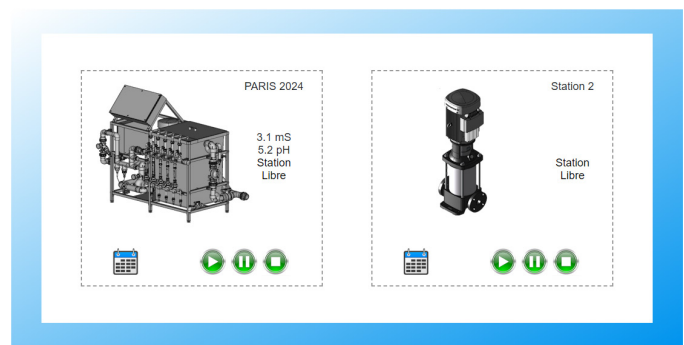 PARIS 2024
3.1 mS
5.2 pH
Station
Libre
Station 2
Station
Libre